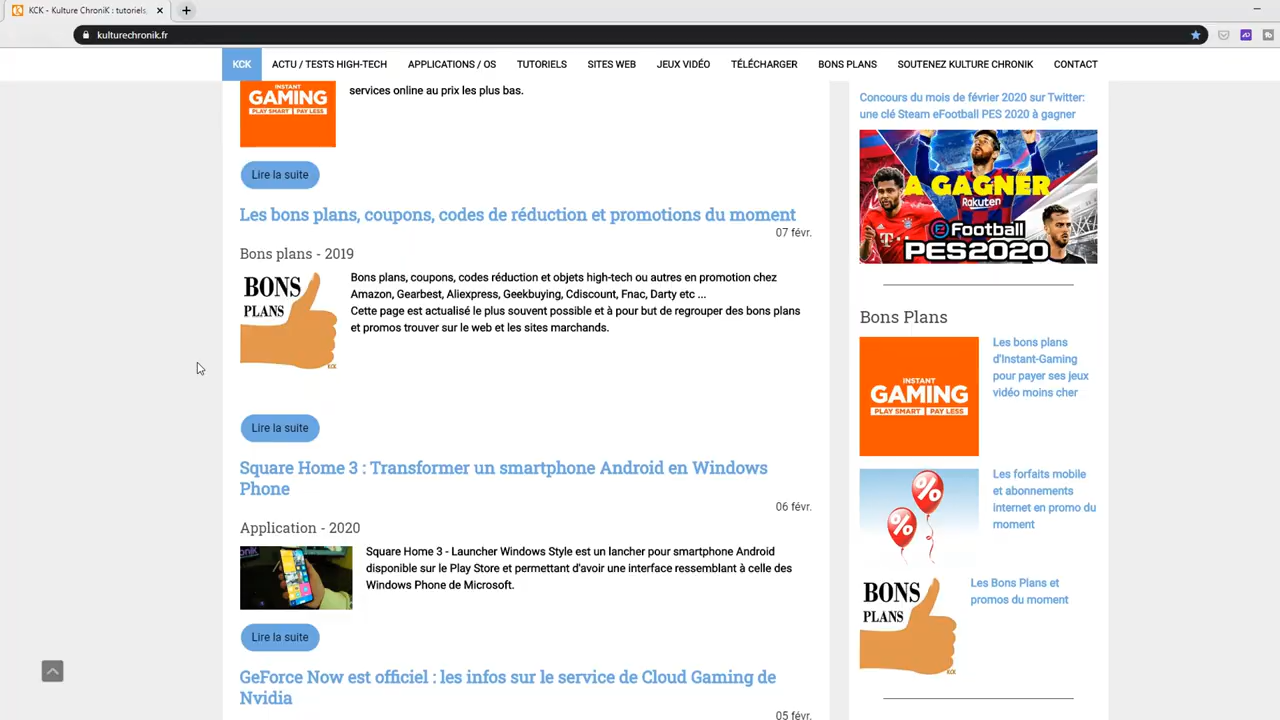 KCK - Kulture ChroniK : tutoriels,
kulturechronik.fr
KCK ACTU / TESTS HIGH-TECH APPLICATIONS / OS TUTORIELS SITES WEB JEUX VIDÉO TÉLÉCHARGER BONS PLANS SOUTENEZ KULTURE CHRONIK CONTACT
INSTANT
GAMING
PLAY SMART PAY LESS
services online au prix les plus bas.
Lire la suite
Les bons plans, coupons, codes de réduction et promotions du moment
07 févr.
Bons plans - 2019
BONS
PLANS
KCK
Bons plans, coupons, codes réduction et objets high-tech ou autres en promotion chez
Amazon, Gearbest, Aliexpress, Geekbuying, Cdiscount, Fnac, Darty etc ...
Cette page est actualisé le plus souvent possible et à pour but de regrouper des bons plans
et promos trouver sur le web et les sites marchands.
Lire la suite
Square Home 3 : Transformer un smartphone Android en Windows
Phone
06 févr.
Application - 2020
Square Home 3 - Launcher Windows Style est un lancher pour smartphone Android
disponible sur le Play Store et permettant d'avoir une interface ressemblant à celle des
Windows Phone de Microsoft.
Lire la suite
GeForce Now est officiel : les infos sur le service de Cloud Gaming de
Nvidia
05 févr.
Concours du mois de février 2020 sur Twitter:
une clé Steam eFootball PES 2020 à gagner
A GAGNER
Rakuten
eFootball
PES2020
Bons Plans
INSTANT
GAMING
PLAY SMART PAY LESS
Les bons plans
d'Instant-Gaming
pour payer ses jeux
vidéo moins cher
%
%
Les forfaits mobile
et abonnements
internet en promo du
moment
BONS
PLANS
KCK
Les Bons Plans et
promos du moment